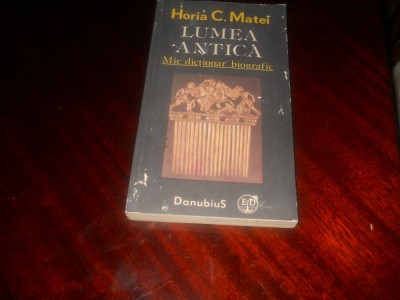 Horia C. Matei
LUMEA
ANTICĂ
Mic dicționar biografic
DanubiuS